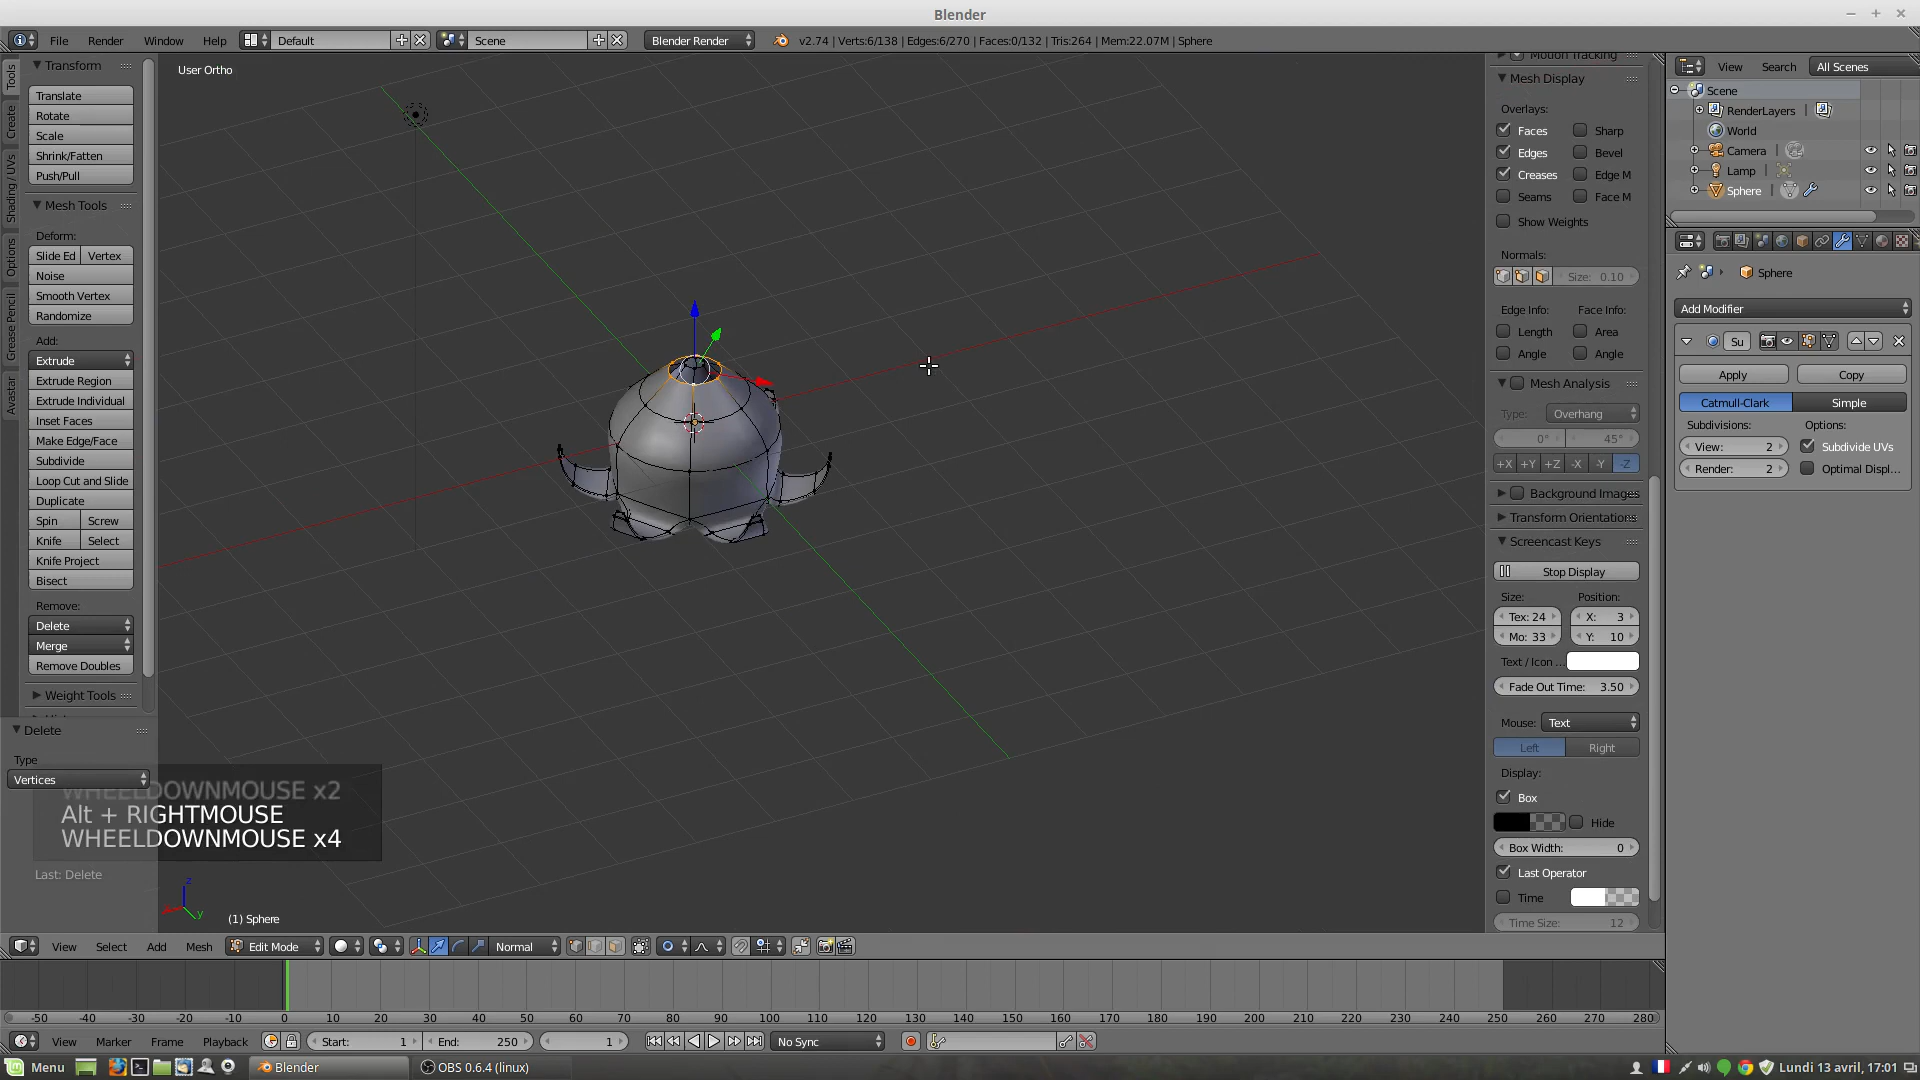 Blender
File Render Window Help Default Scene Blender Render v2.74 | Verts:6/138 | Edges:6/270 | Faces:0/132 | Tris:264 | Mem:22.07M | Sphere
Tools
Create
Shading / UVs
Options
Grease Pencil
Avastar
Transform
Translate
Rotate
Scale
Shrink/Fatten
Push/Pull
Mesh Tools
Deform:
Slide Ed Vertex
Noise
Smooth Vertex
Randomize
Add:
Extrude
Extrude Region
Extrude Individual
Inset Faces
Make Edge/Face
Subdivide
Loop Cut and Slide
Duplicate
Spin Screw
Knife Select
Knife Project
Bisect
Remove:
Delete
Merge
Remove Doubles
Weight Tools
Delete
Type
Vertices
WHEELDOWNMOUSE x2
Alt + RIGHTMOUSE
WHEELDOWNMOUSE x4
Last: Delete
User Ortho
z
y
(1) Sphere
Motion Tracking
Mesh Display
Overlays:
Faces Sharp
Edges Bevel
Creases Edge M
Seams Face M
Show Weights
Normals:
Size: 0.10
Edge Info: Face Info:
Length Area
Angle Angle
Mesh Analysis
Type: Overhang
0° 45°
+X +Y +Z -X -Y -Z
Background Images
Transform Orientations
Screencast Keys
Stop Display
Size: Position:
Tex: 24 X: 3
Mo: 33 Y: 10
Text / Icon ...
Fade Out Time: 3.50
Mouse: Text
Left Right
Display:
Box
Hide
Box Width: 0
Last Operator
Time
Time Size: 12
View Search All Scenes
Scene
RenderLayers |
World
Camera |
Lamp |
Sphere |
Sphere
Add Modifier
Su
Apply Copy
Catmull-Clark Simple
Subdivisions: Options:
View: 2 Subdivide UVs
Render: 2 Optimal Displ...
View Select Add Mesh Edit Mode Normal
-50 -40 -30 -20 -10 0 10 20 30 40 50 60 70 80 90 100 110 120 130 140 150 160 170 180 190 200 210 220 230 240 250 260 270 280
View Marker Frame Playback Start: 1 End: 250 1 No Sync
Menu Blender OBS 0.6.4 (linux) Lundi 13 avril, 17:01